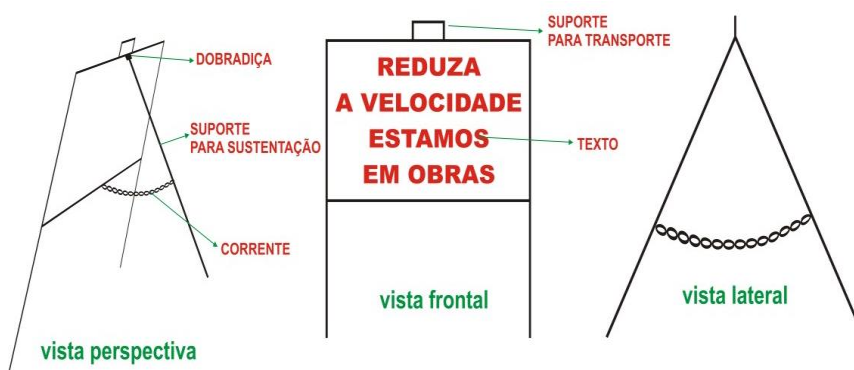 DOBRADIÇA
SUPORTE
PARA SUSTENTAÇÃO
CORRENTE
vista perspectiva
SUPORTE
PARA TRANSPORTE
REDUZA
A VELOCIDADE
ESTAMOS
EM OBRAS
TEXTO
vista frontal
vista lateral